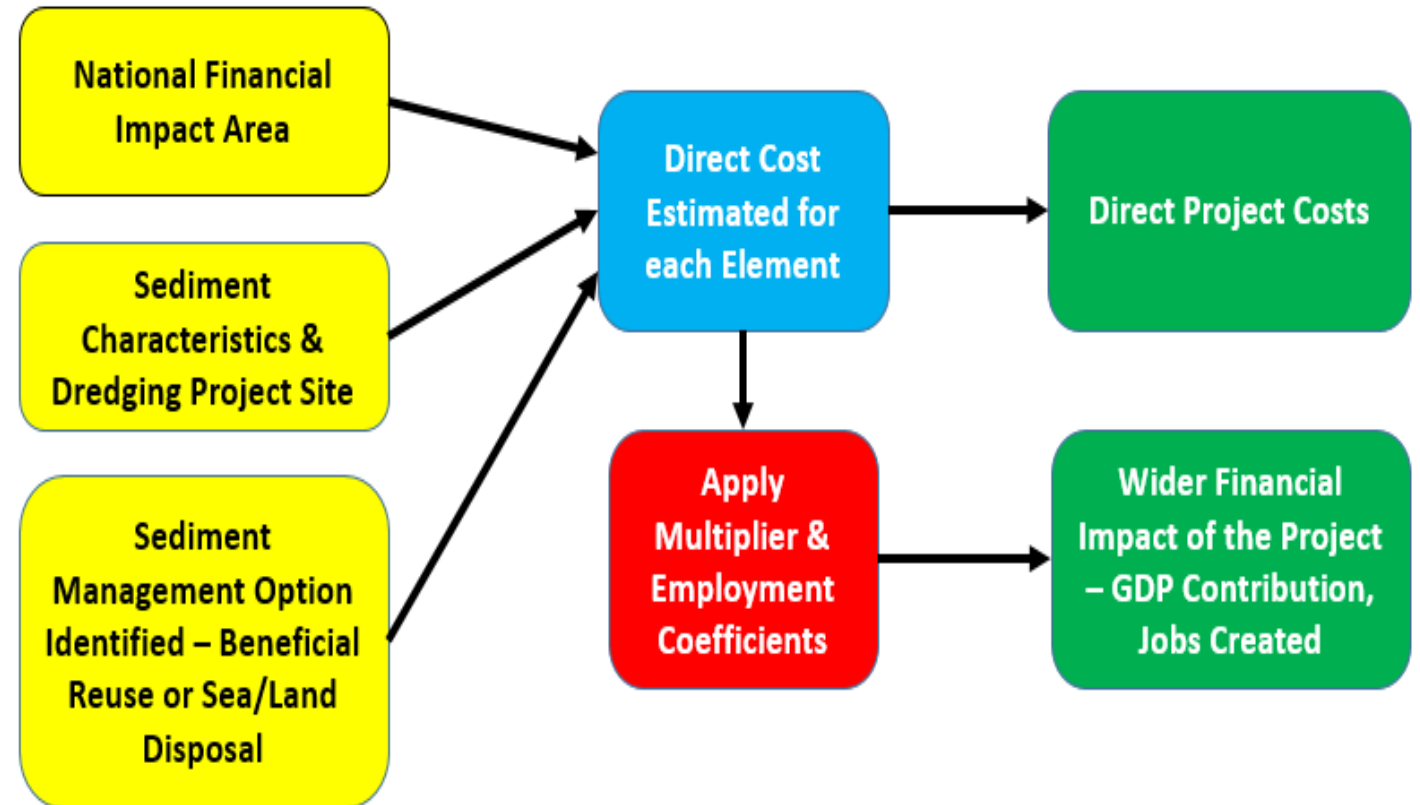 National Financial
Impact Area
Sediment
Characteristics &
Dredging Project Site
Sediment
Management Option
Identified – Beneficial
Reuse or Sea/Land
Disposal
Direct Cost
Estimated for
each Element
Apply
Multiplier &
Employment
Coefficients
Direct Project Costs
Wider Financial
Impact of the Project
– GDP Contribution,
Jobs Created